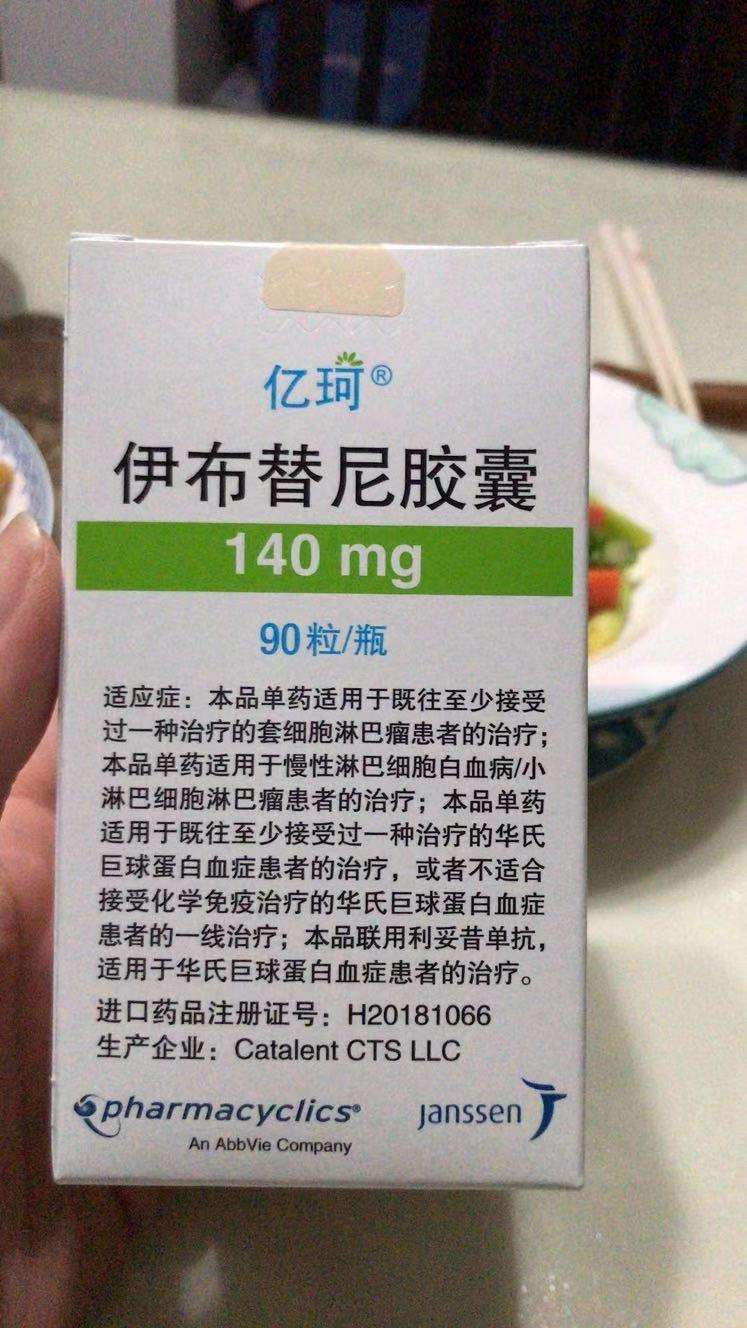 亿珂®
伊布替尼胶囊
140 mg
90粒/瓶
适应症：本品单药适用于既往至少接受
过一种治疗的套细胞淋巴瘤患者的治疗；
本品单药适用于慢性淋巴细胞白血病/小
淋巴细胞淋巴瘤患者的治疗；本品单药
适用于既往至少接受过一种治疗的华氏
巨球蛋白血症患者的治疗，或者不适合
接受化学免疫治疗的华氏巨球蛋白血症
患者的一线治疗；本品联用利妥昔单抗，
适用于华氏巨球蛋白血症患者的治疗。
进口药品注册证号：H20181066
生产企业：Catalent CTS LLC
pharmacyclics®
An AbbVie Company
janssen